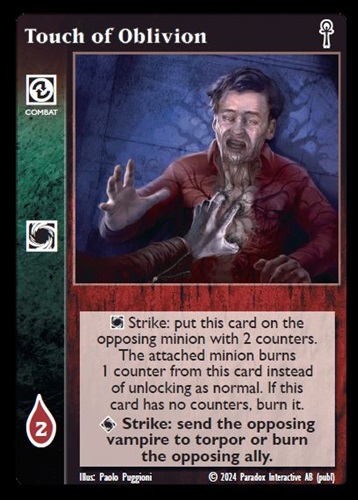 Touch of Oblivion
COMBAT
Strike: put this card on the
opposing minion with 2 counters.
The attached minion burns
1 counter from this card instead
of unlocking as normal. If this
card has no counters, burn it.
Strike: send the opposing
vampire to torpor or burn
the opposing ally.
2
Illus: Paolo Puggioni
© 2024 Paradox Interactive AB (publ)